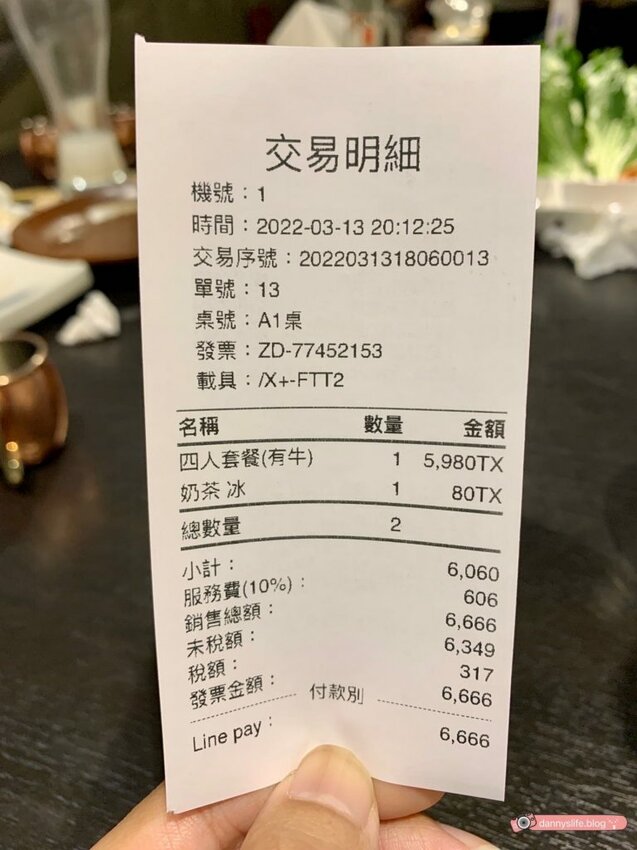 交易明細
機號：1
時間：2022-03-13 20:12:25
交易序號：2022031318060013
單號：13
桌號：A1桌
發票：ZD-77452153
載具：/X+-FTT2
名稱 數量 金額
四人套餐(有牛) 1 5,980TX
奶茶 冰 1 80TX
總數量 2
小計： 6,060
服務費(10%)： 606
銷售總額： 6,666
未稅額： 6,349
稅額： 317
發票金額： 6,666
付款別
Line pay： 6,666
dannyslife.blog